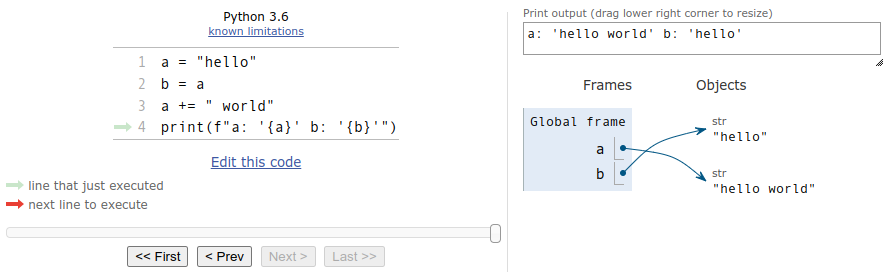 Python 3.6
known limitations
1 a = "hello"
2 b = a
3 a += " world"
4 print(f"a: '{a}' b: '{b}'")
Edit this code
line that just executed
next line to execute
<< First < Prev Next > Last >>
Print output (drag lower right corner to resize)
a: 'hello world' b: 'hello'
Frames Objects
Global frame
a
b
str
"hello"
str
"hello world"